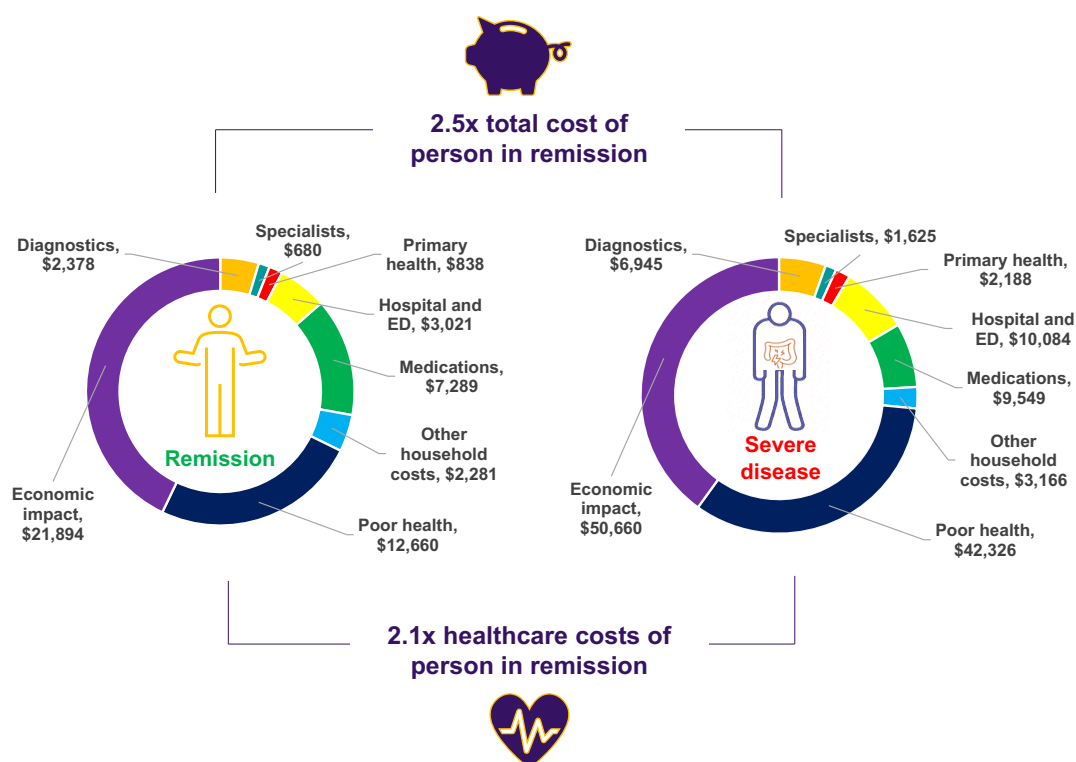 2.5x total cost of
person in remission
Diagnostics,
$2,378
Specialists,
$680
Primary
health, $838
Hospital and
ED, $3,021
Medications,
$7,289
Other
household
costs, $2,281
Poor health,
$12,660
Economic
impact,
$21,894
Remission
Diagnostics,
$6,945
Specialists, $1,625
Primary health,
$2,188
Hospital and
ED, $10,084
Medications,
$9,549
Other
household
costs, $3,166
Poor health,
$42,326
Economic
impact,
$50,660
Severe
disease
2.1x healthcare costs of
person in remission